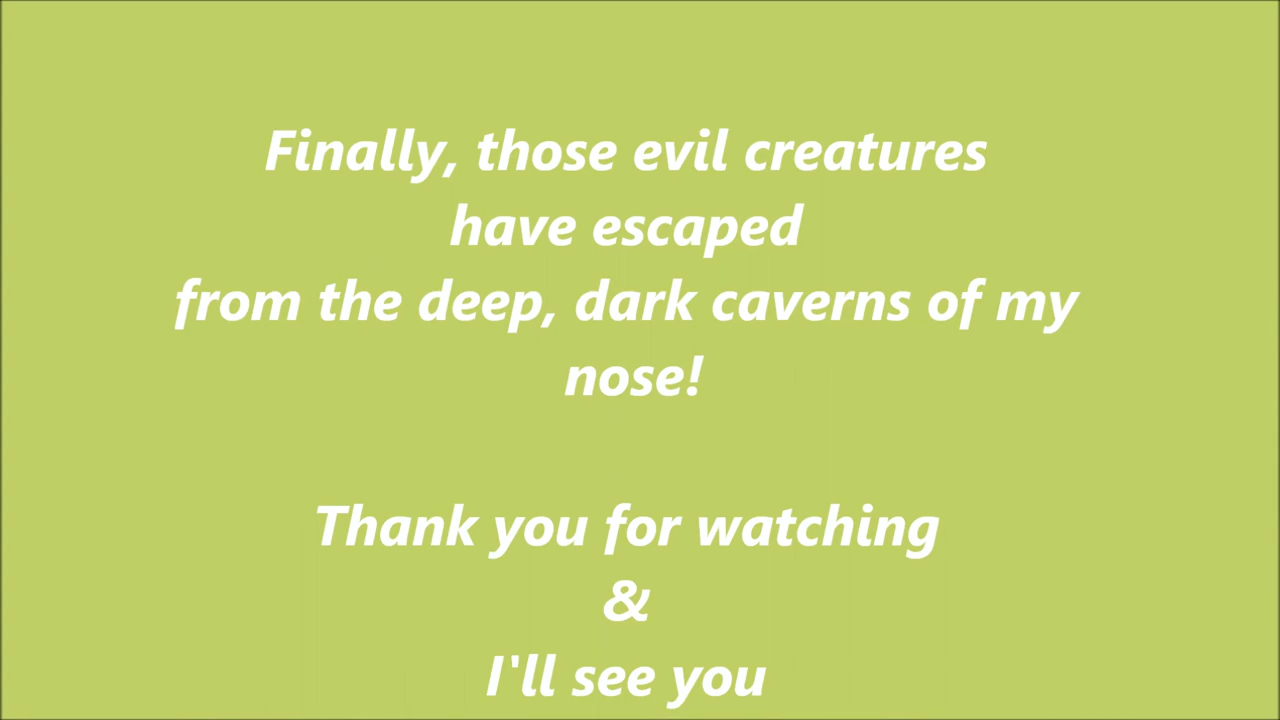 Finally, those evil creatures
have escaped
from the deep, dark caverns of my
nose!
Thank you for watching
&
I'll see you